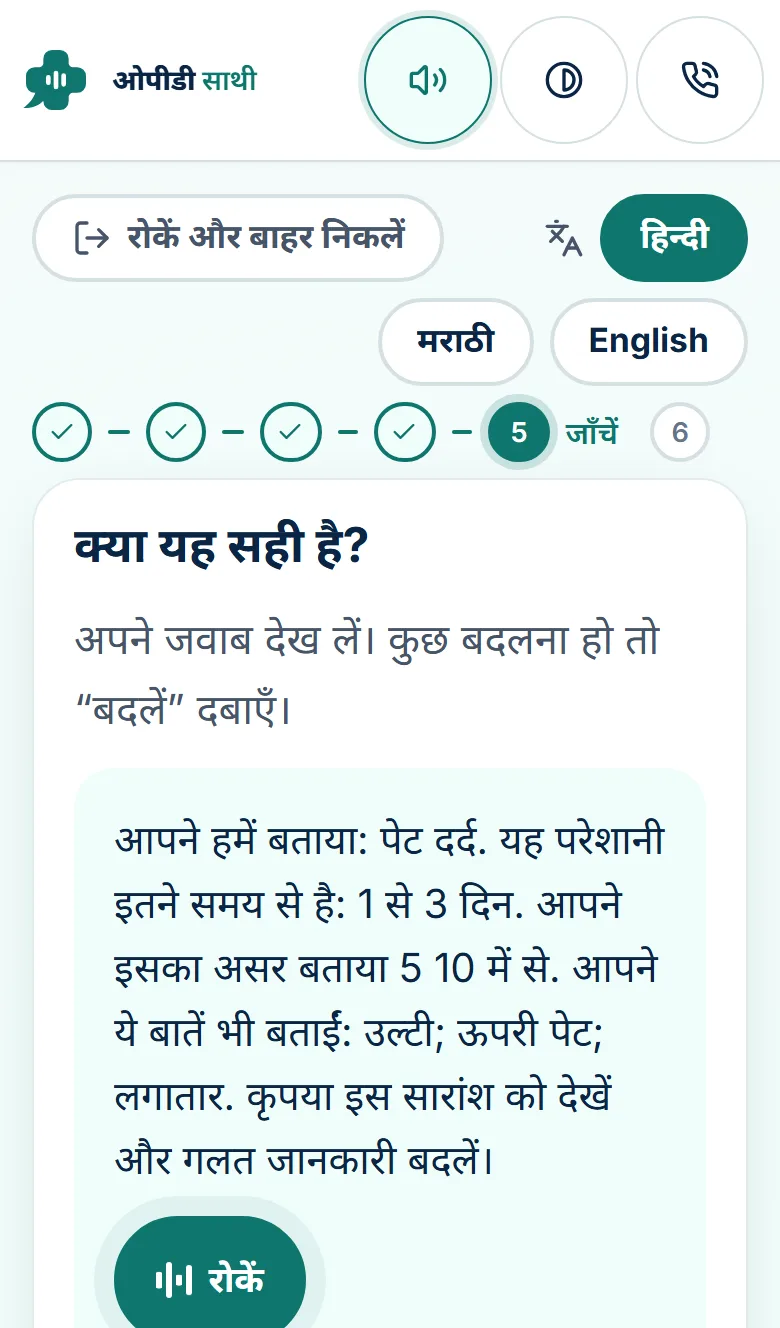 ओपीडी साथी
रोकें और बाहर निकलें
हिन्दी
मराठी
English
5 जाँचें 6
क्या यह सही है?
अपने जवाब देख लें। कुछ बदलना हो तो
“बदलें” दबाएँ।
आपने हमें बताया: पेट दर्द. यह परेशानी
इतने समय से है: 1 से 3 दिन. आपने
इसका असर बताया 5 10 में से. आपने
ये बातें भी बताईं: उल्टी; ऊपरी पेट;
लगातार. कृपया इस सारांश को देखें
और गलत जानकारी बदलें।
रोकें